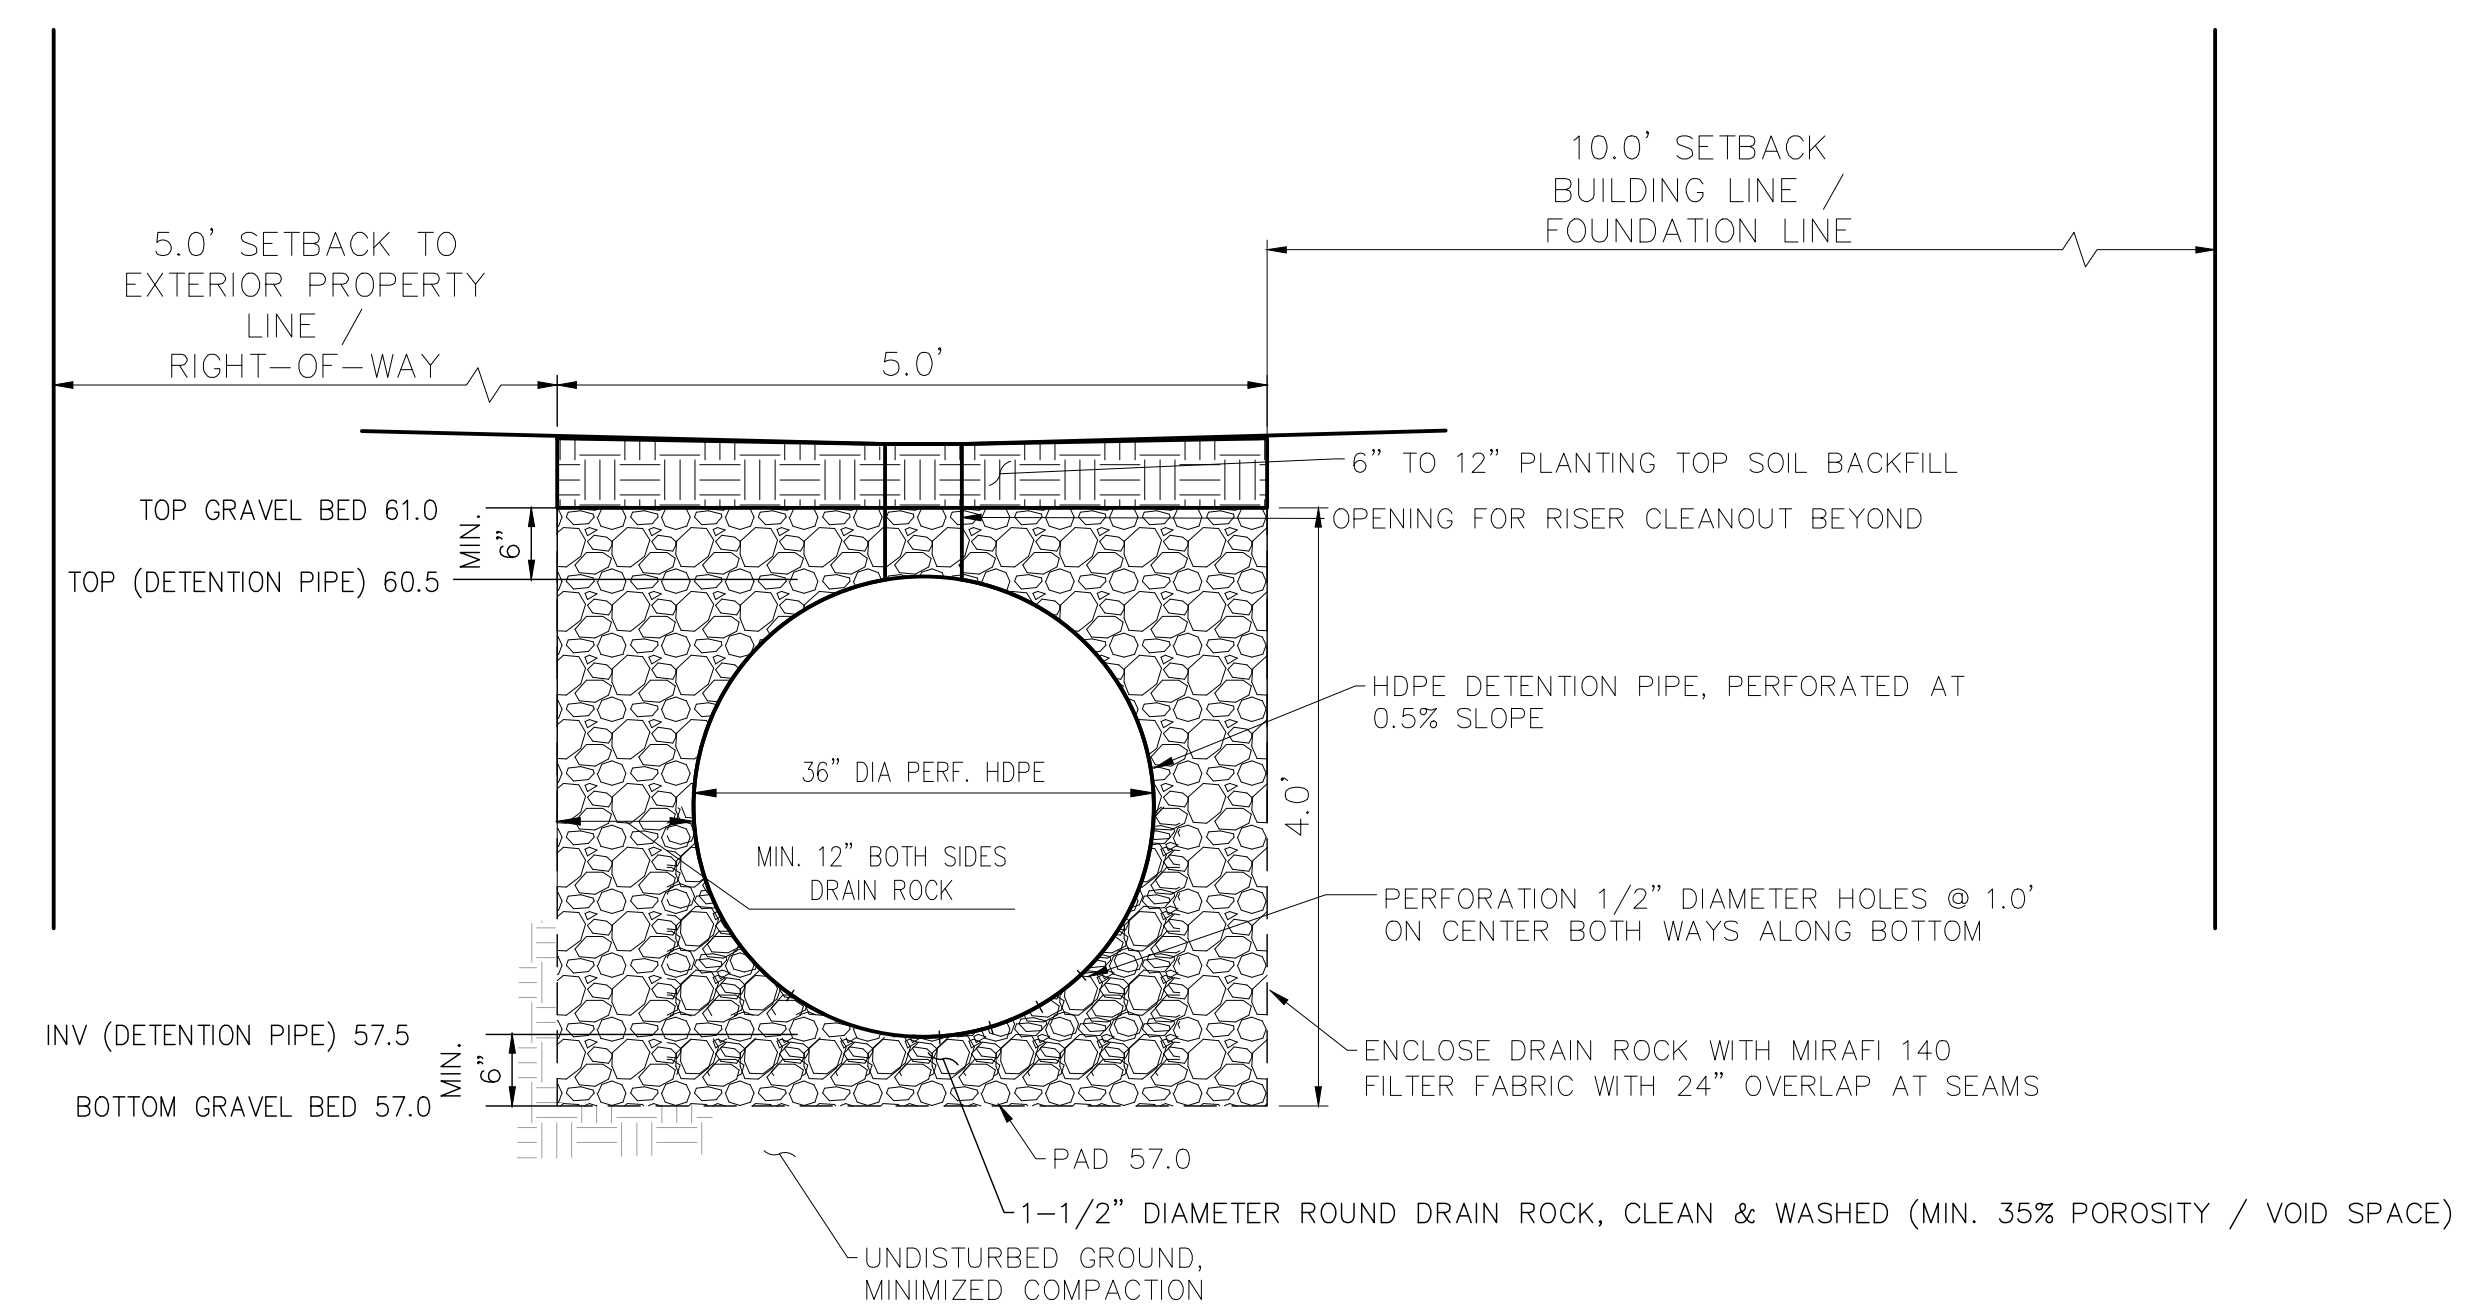 10.0' SETBACK
BUILDING LINE /
FOUNDATION LINE
5.0' SETBACK TO
EXTERIOR PROPERTY
LINE /
RIGHT-OF-WAY
5.0'
6" TO 12" PLANTING TOP SOIL BACKFILL
TOP GRAVEL BED 61.0
MIN.
6"
OPENING FOR RISER CLEANOUT BEYOND
TOP (DETENTION PIPE) 60.5
HDPE DETENTION PIPE, PERFORATED AT
0.5% SLOPE
36" DIA PERF. HDPE
4.0'
MIN. 12" BOTH SIDES
DRAIN ROCK
PERFORATION 1/2" DIAMETER HOLES @ 1.0'
ON CENTER BOTH WAYS ALONG BOTTOM
INV (DETENTION PIPE) 57.5
MIN.
6"
BOTTOM GRAVEL BED 57.0
ENCLOSE DRAIN ROCK WITH MIRAFI 140
FILTER FABRIC WITH 24" OVERLAP AT SEAMS
PAD 57.0
1-1/2" DIAMETER ROUND DRAIN ROCK, CLEAN & WASHED (MIN. 35% POROSITY / VOID SPACE)
UNDISTURBED GROUND,
MINIMIZED COMPACTION